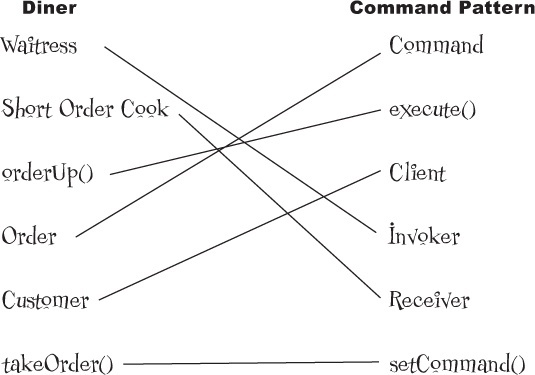 Diner Command Pattern
Waitress Command
Short Order Cook execute()
orderUp() Client
Order Invoker
Customer Receiver
takeOrder() setCommand()